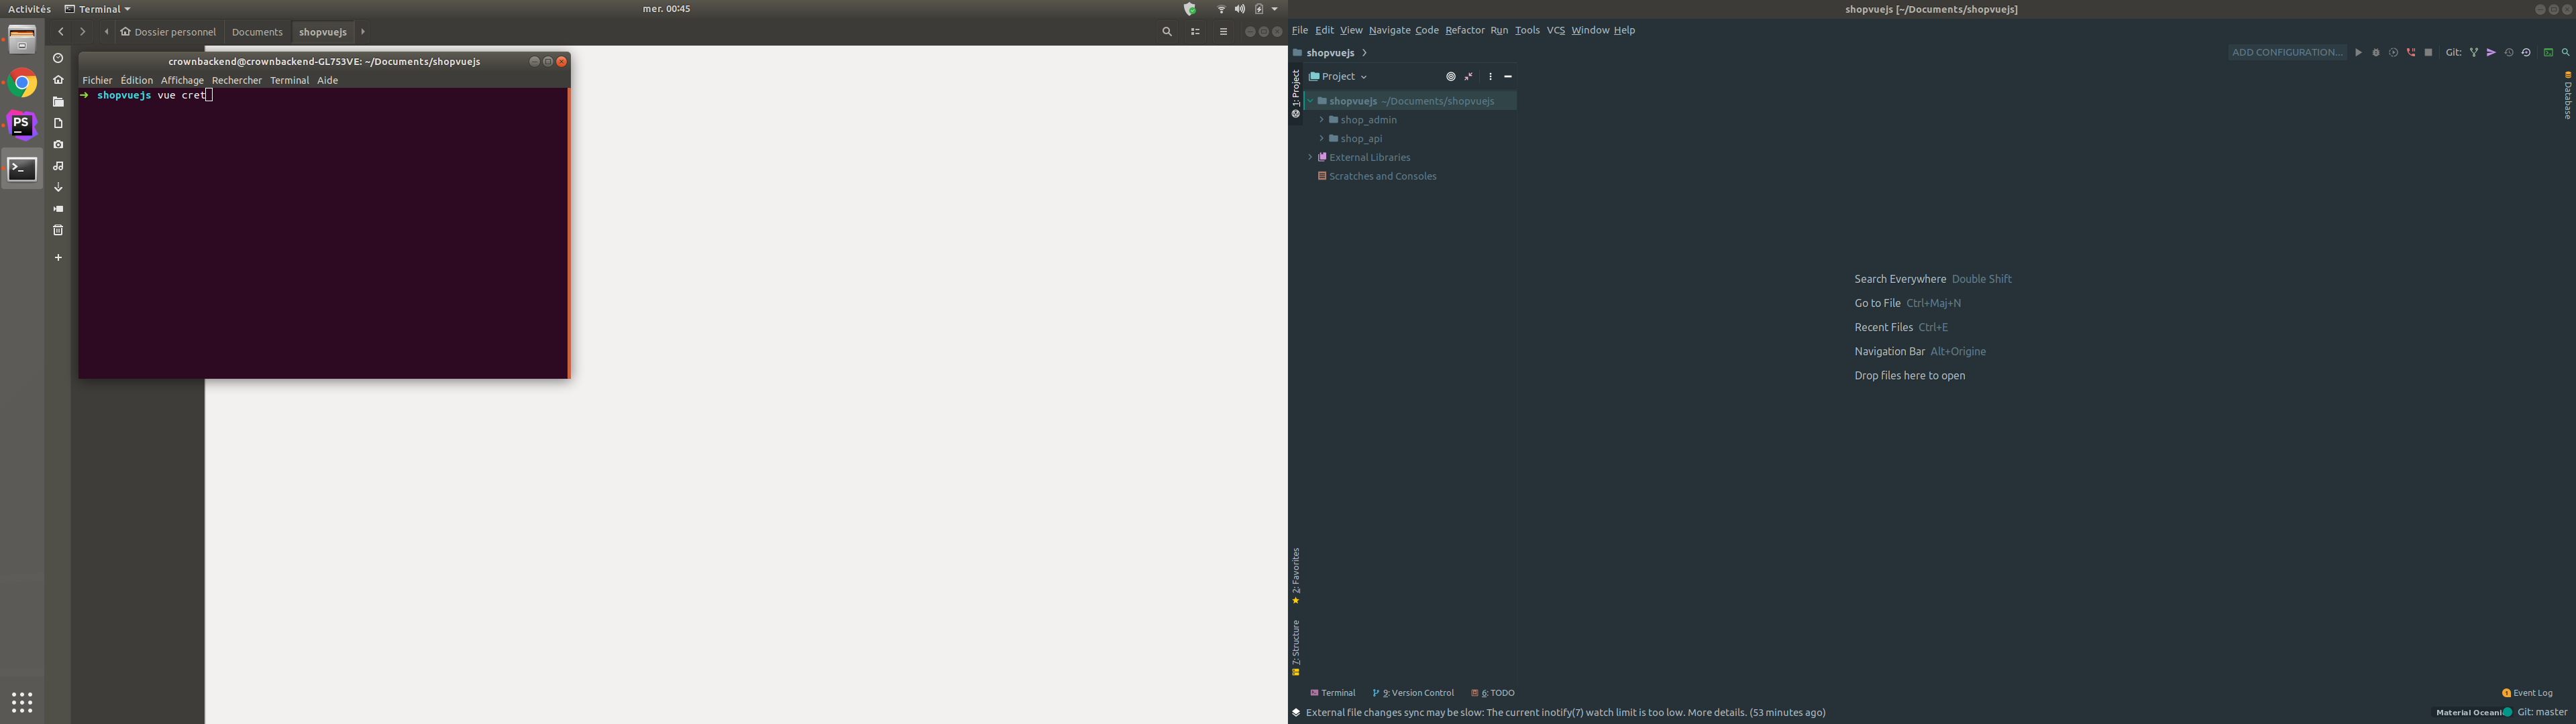 Activités Terminal mer. 00:45
Dossier personnel Documents shopvuejs
crownbackend@crownbackend-GL753VE: ~/Documents/shopvuejs
Fichier Édition Affichage Rechercher Terminal Aide
➜ shopvuejs vue cret
PS
shopvuejs [~/Documents/shopvuejs]
File Edit View Navigate Code Refactor Run Tools VCS Window Help
shopvuejs
ADD CONFIGURATION... Git:
1: Project
Project
shopvuejs ~/Documents/shopvuejs
shop_admin
shop_api
External Libraries
Scratches and Consoles
Database
Search Everywhere Double Shift
Go to File Ctrl+Maj+N
Recent Files Ctrl+E
Navigation Bar Alt+Origine
Drop files here to open
2: Favorites
7: Structure
Terminal 9: Version Control 6: TODO
1 Event Log
External file changes sync may be slow: The current inotify(7) watch limit is too low. More details. (53 minutes ago)
Material Oceani Git: master